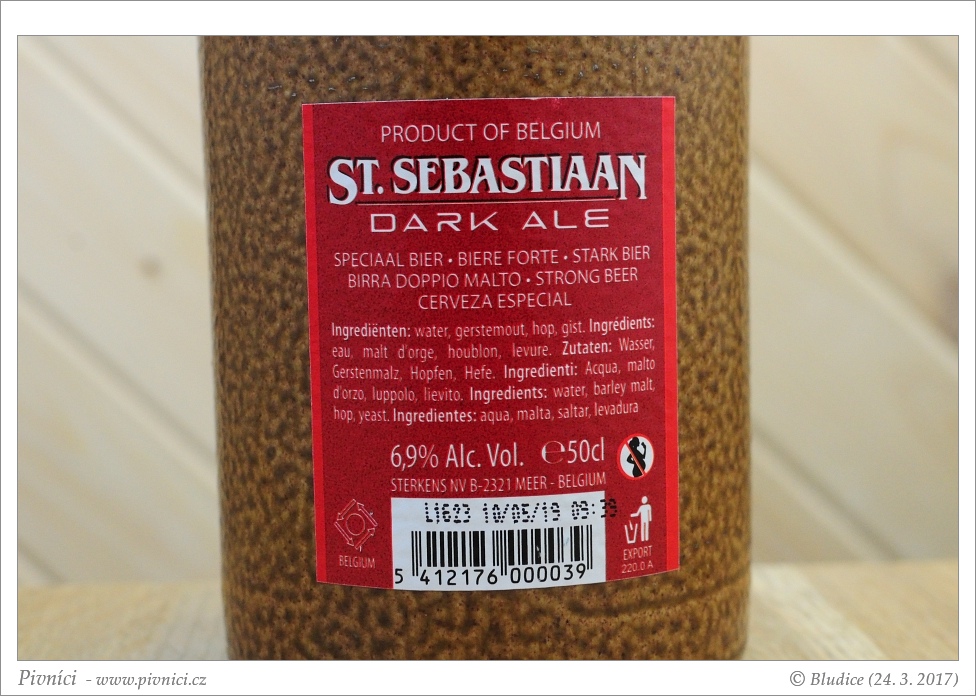 PRODUCT OF BELGIUM
ST. SEBASTIAAN
DARK ALE
SPECIAAL BIER • BIERE FORTE • STARK BIER
BIRRA DOPPIO MALTO • STRONG BEER
CERVEZA ESPECIAL
Ingrediënten: water, gerstemout, hop, gist. Ingrédients:
eau, malt d'orge, houblon, levure. Zutaten: Wasser,
Gerstenmalz, Hopfen, Hefe. Ingredienti: Acqua, malto
d'orzo, luppolo, lievito. Ingredients: water, barley malt,
hop, yeast. Ingredientes: aqua, malta, saltar, levadura
6,9% Alc. Vol. ℮50cl
STERKENS NV B-2321 MEER - BELGIUM
L1623 10/05/19 09:39
BELGIUM
5 412176 000039
EXPORT
220.0 A
Pivníci - www.pivnici.cz
© Bludice (24. 3. 2017)